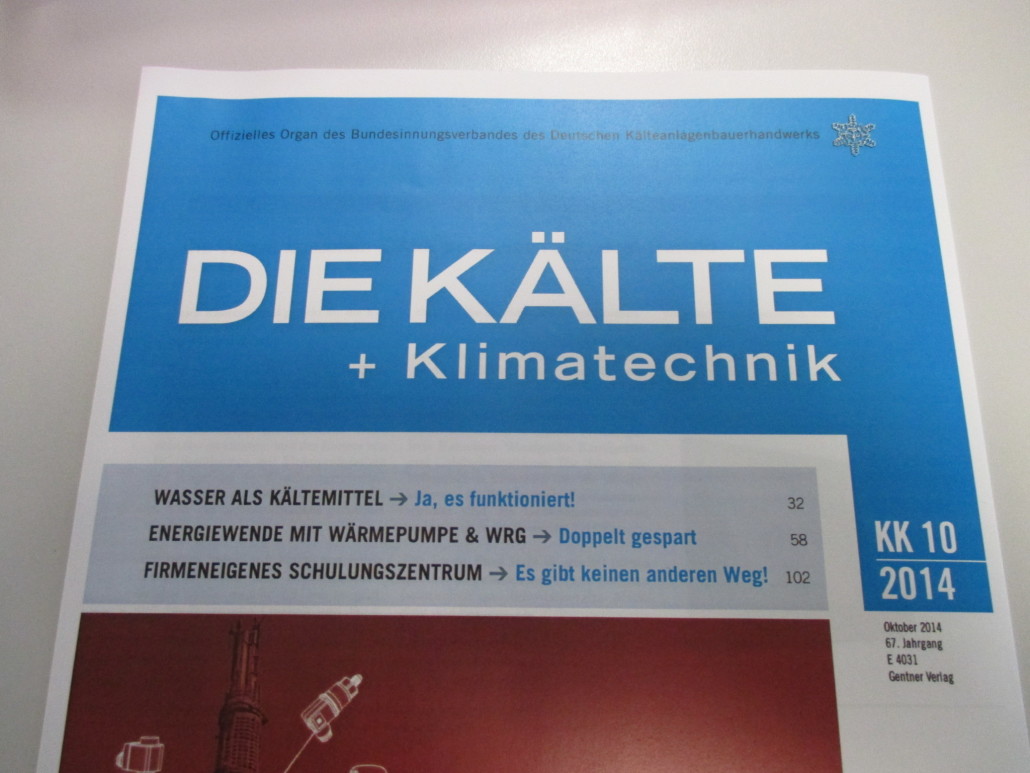 Offizielles Organ des Bundesinnungsverbandes des Deutschen Kälteanlagenbauerhandwerks
DIE KÄLTE
+ Klimatechnik
WASSER ALS KÄLTEMITTEL → Ja, es funktioniert! 32
ENERGIEWENDE MIT WÄRMEPUMPE & WRG → Doppelt gespart 58
FIRMENEIGENES SCHULUNGSZENTRUM → Es gibt keinen anderen Weg! 102
KK 10
2014
Oktober 2014
67. Jahrgang
E 4031
Gentner Verlag